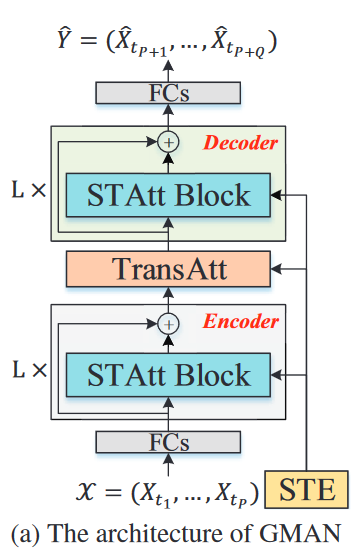 Ŷ = (X̂_{t_{P+1}}, ..., X̂_{t_{P+Q}})
FCs
Decoder
+
L ×
STAtt Block
TransAtt
Encoder
+
L ×
STAtt Block
FCs
𝒳 = (X_{t_1}, ..., X_{t_P})
STE
(a) The architecture of GMAN